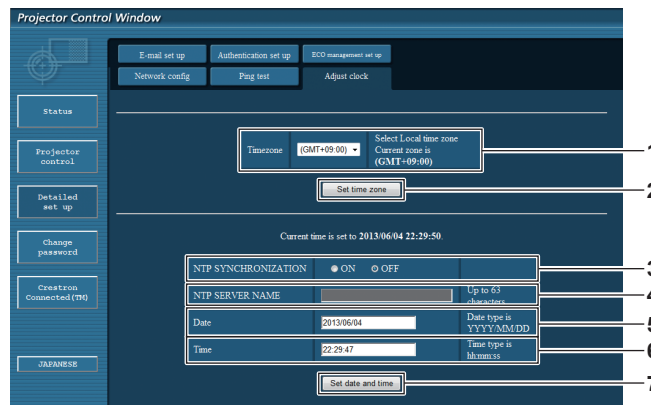 Projector Control Window
E-mail set up
Authentication set up
ECO management set up
Network config
Ping test
Adjust clock
Status
Projector
control
Detailed
set up
Change
password
Crestron
Connected(TM)
JAPANESE
Timezone
(GMT+09:00)
Select Local time zone
Current zone is
(GMT+09:00)
1
Set time zone
2
Current time is set to 2013/06/04 22:29:50.
NTP SYNCHRONIZATION
ON
OFF
3
NTP SERVER NAME
Up to 63
characters
4
Date
2013/06/04
Date type is
YYYY/MM/DD
5
Time
22:29:47
Time type is
hh:mm:ss
6
Set date and time
7